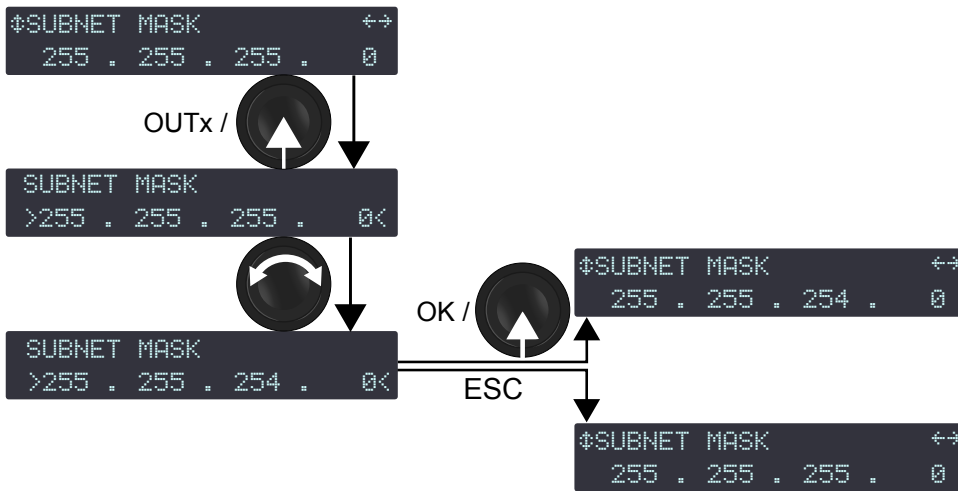 ⇕SUBNET MASK ←→
255 . 255 . 255 . 0
OUTx /
SUBNET MASK
>255 . 255 . 255 . 0<
OK /
⇕SUBNET MASK ←→
255 . 255 . 254 . 0
SUBNET MASK
>255 . 255 . 254 . 0<
ESC
⇕SUBNET MASK ←→
255 . 255 . 255 . 0